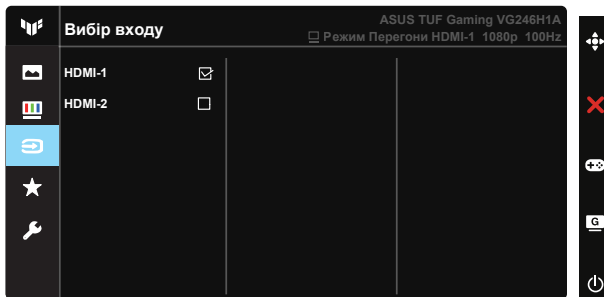 ASUS TUF Gaming VG246H1A
Вибір входу
Режим Перегони HDMI-1 1080p 100Hz
HDMI-1
HDMI-2
G